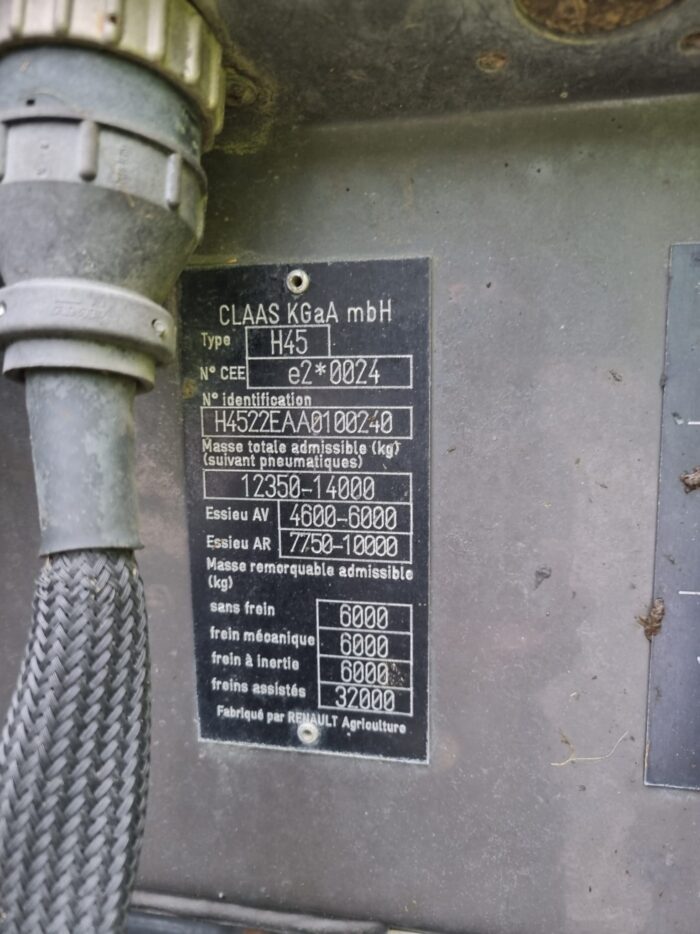 CLAAS KGaA mbH
Type H45
N° CEE e2*0024
N° identification
H4522EAA0100240
Masse totale admissible (kg)
(suivant pneumatiques)
12350-14000
Essieu AV 4600-6000
Essieu AR 7750-10000
Masse remorquable admissible
(kg)
sans frein 6000
frein mécanique 6000
frein à inertie 6000
freins assistés 32000
Fabriqué par RENAULT Agriculture